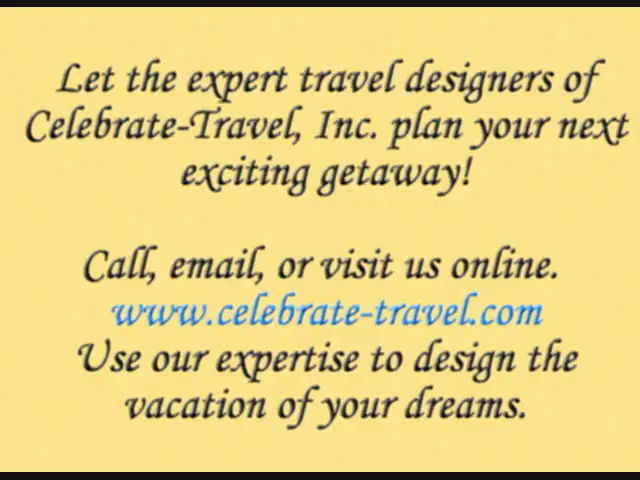 Let the expert travel designers of
Celebrate-Travel, Inc. plan your next
exciting getaway!
Call, email, or visit us online.
www.celebrate-travel.com
Use our expertise to design the
vacation of your dreams.